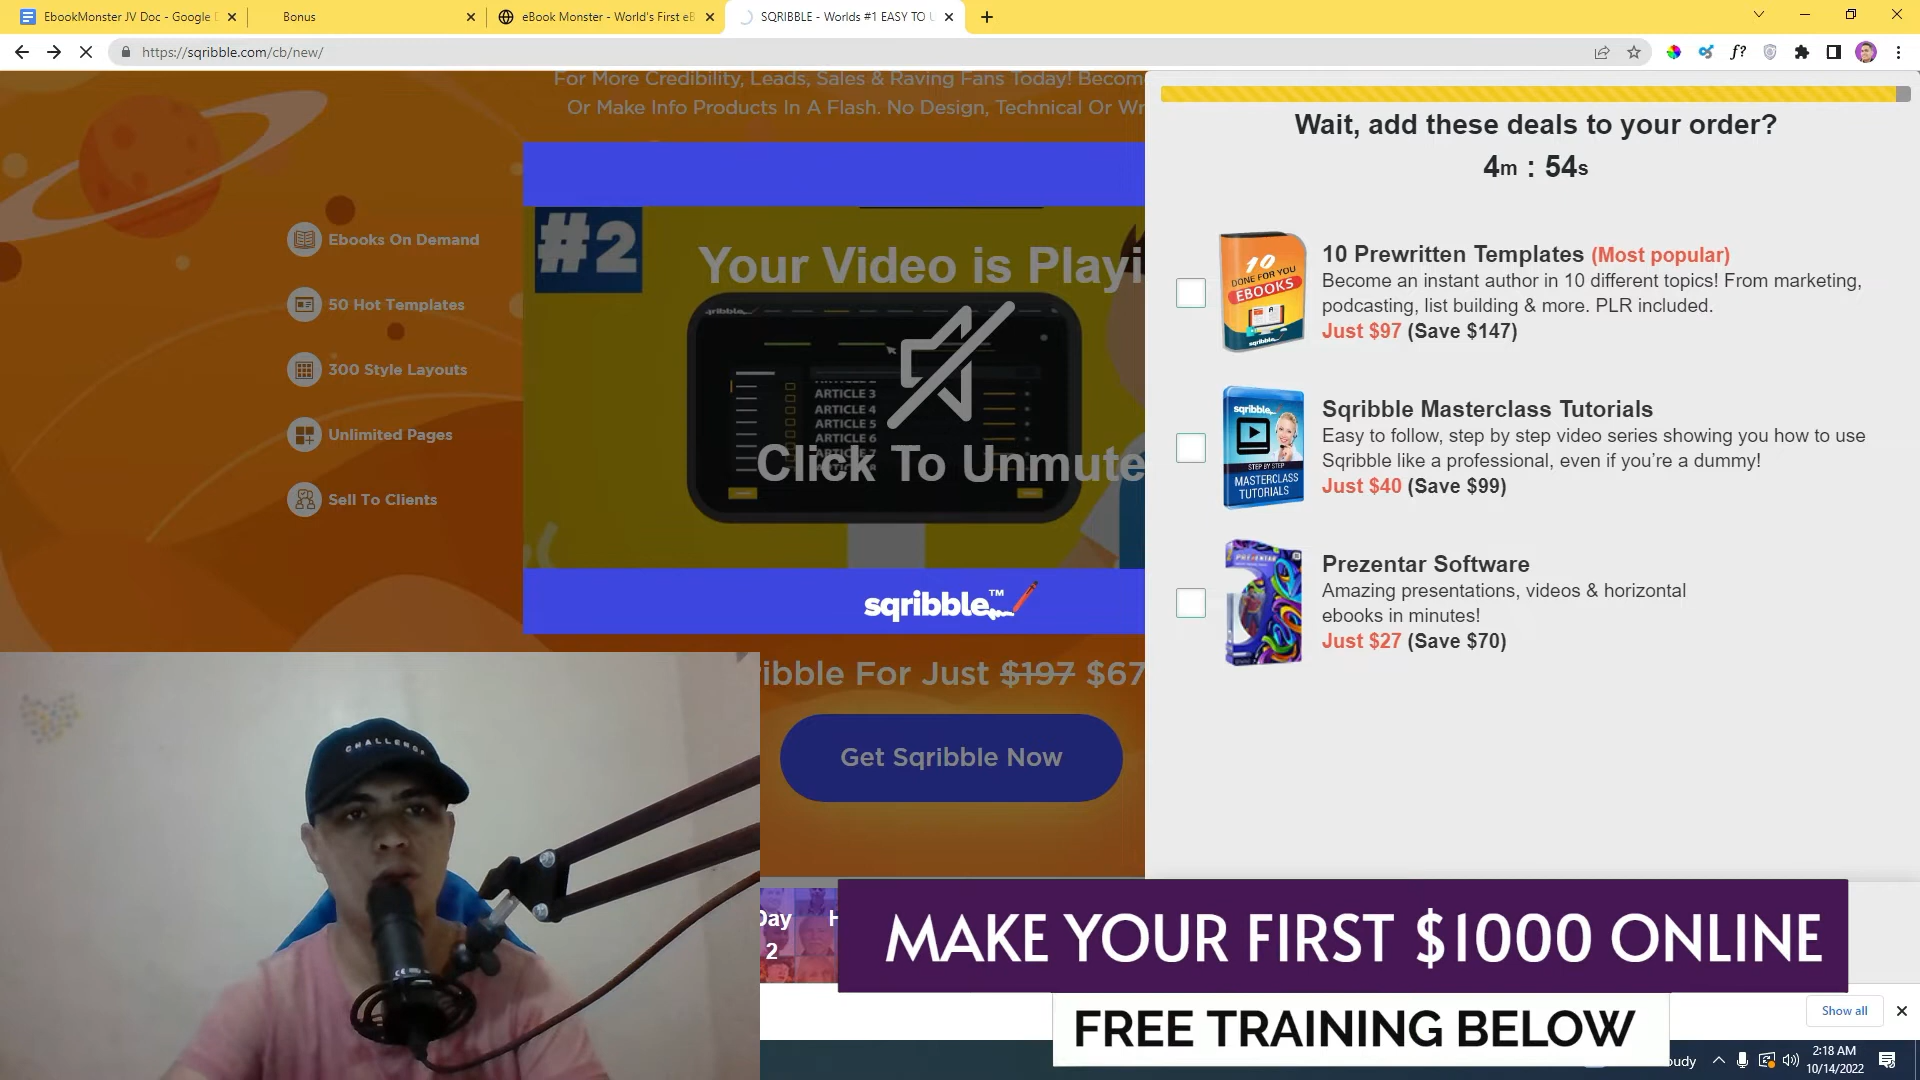 EbookMonster JV Doc - Google
Bonus
eBook Monster - World's First eB
SQRIBBLE - Worlds #1 EASY TO U
https://sqribble.com/cb/new/
For More Credibility, Leads, Sales & Raving Fans Today! Becom
Or Make Info Products In A Flash. No Design, Technical Or Wr
Ebooks On Demand
50 Hot Templates
300 Style Layouts
Unlimited Pages
Sell To Clients
#2
Your Video is Playi
ARTICLE 3
ARTICLE 4
ARTICLE 5
ARTICLE 6
Click To Unmute
sqribble™
ribble For Just $197 $67
Get Sqribble Now
Day
2
H
Wait, add these deals to your order?
4m : 54s
10
DONE FOR YOU
EBOOKS
sqribble
10 Prewritten Templates (Most popular)
Become an instant author in 10 different topics! From marketing,
podcasting, list building & more. PLR included.
Just $97 (Save $147)
sqribble
STEP BY STEP
MASTERCLASS
TUTORIALS
Sqribble Masterclass Tutorials
Easy to follow, step by step video series showing you how to use
Sqribble like a professional, even if you're a dummy!
Just $40 (Save $99)
PREZENTAR
Prezentar Software
Amazing presentations, videos & horizontal
ebooks in minutes!
Just $27 (Save $70)
CHALLENGE
MAKE YOUR FIRST $1000 ONLINE
FREE TRAINING BELOW
Show all
oudy
2:18 AM
10/14/2022